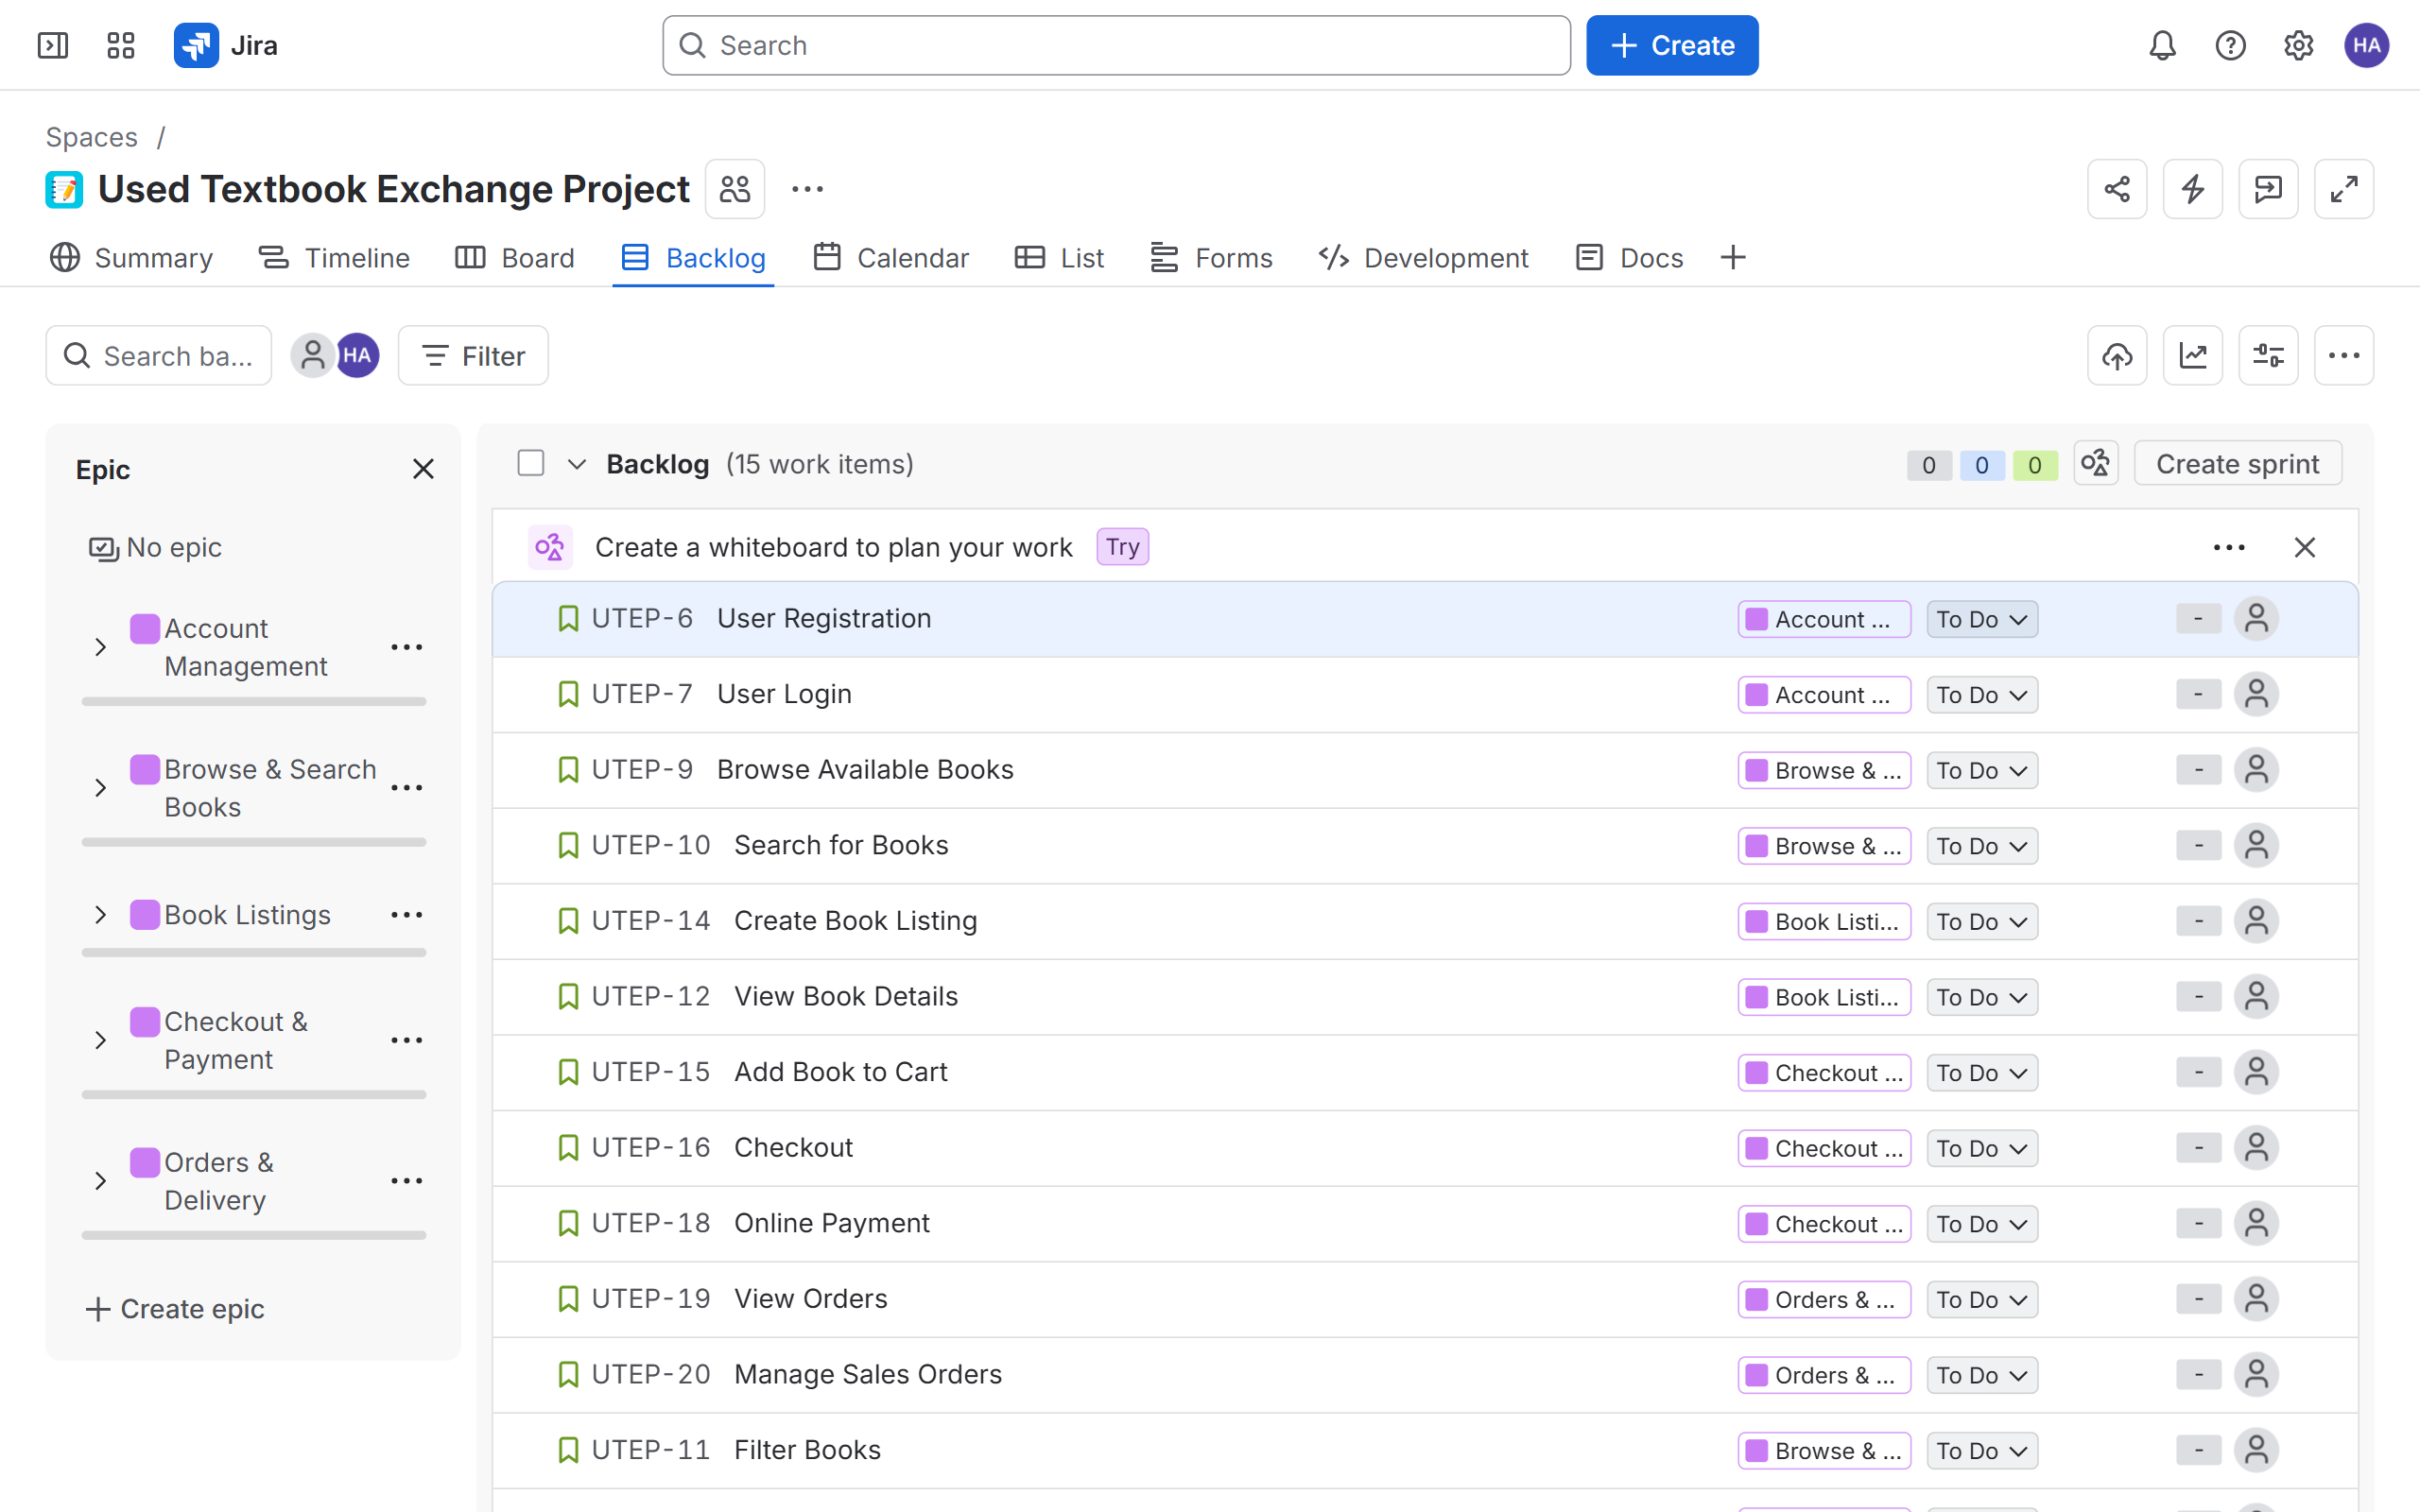 Jira
Search
Create
HA
Spaces /
Used Textbook Exchange Project
Summary
Timeline
Board
Backlog
Calendar
List
Forms
Development
Docs
Search ba...
HA
Filter
Epic
No epic
Account
Management
Browse & Search
Books
Book Listings
Checkout &
Payment
Orders &
Delivery
Create epic
Backlog (15 work items)
0 0 0
Create sprint
Create a whiteboard to plan your work Try
UTEP-6 User Registration Account ... To Do -
UTEP-7 User Login Account ... To Do -
UTEP-9 Browse Available Books Browse & ... To Do -
UTEP-10 Search for Books Browse & ... To Do -
UTEP-14 Create Book Listing Book Listi... To Do -
UTEP-12 View Book Details Book Listi... To Do -
UTEP-15 Add Book to Cart Checkout ... To Do -
UTEP-16 Checkout Checkout ... To Do -
UTEP-18 Online Payment Checkout ... To Do -
UTEP-19 View Orders Orders & ... To Do -
UTEP-20 Manage Sales Orders Orders & ... To Do -
UTEP-11 Filter Books Browse & ... To Do -